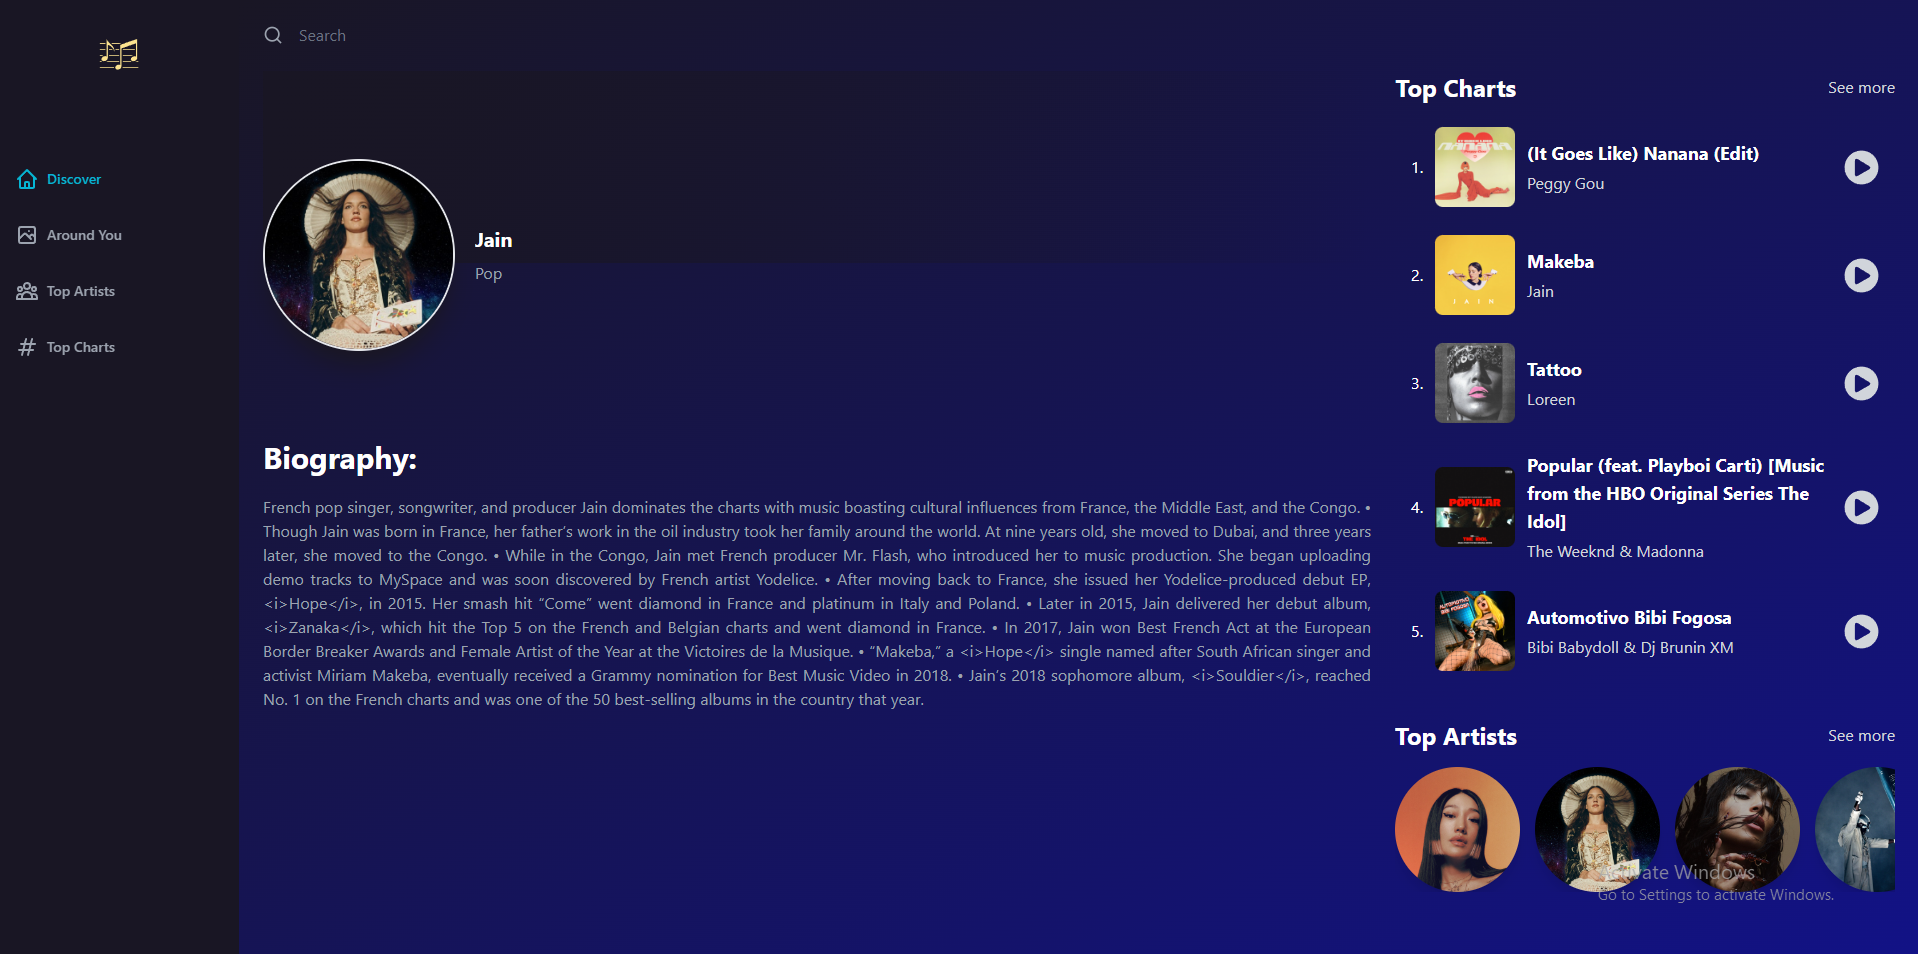 Search
Discover
Around You
Top Artists
Top Charts
Jain
Pop
Biography:
French pop singer, songwriter, and producer Jain dominates the charts with music boasting cultural influences from France, the Middle East, and the Congo. •
Though Jain was born in France, her father’s work in the oil industry took her family around the world. At nine years old, she moved to Dubai, and three years
later, she moved to the Congo. • While in the Congo, Jain met French producer Mr. Flash, who introduced her to music production. She began uploading
demo tracks to MySpace and was soon discovered by French artist Yodelice. • After moving back to France, she issued her Yodelice-produced debut EP,
<i>Hope</i>, in 2015. Her smash hit “Come” went diamond in France and platinum in Italy and Poland. • Later in 2015, Jain delivered her debut album,
<i>Zanaka</i>, which hit the Top 5 on the French and Belgian charts and went diamond in France. • In 2017, Jain won Best French Act at the European
Border Breaker Awards and Female Artist of the Year at the Victoires de la Musique. • “Makeba,” a <i>Hope</i> single named after South African singer and
activist Miriam Makeba, eventually received a Grammy nomination for Best Music Video in 2018. • Jain’s 2018 sophomore album, <i>Souldier</i>, reached
No. 1 on the French charts and was one of the 50 best-selling albums in the country that year.
Top Charts
See more
1.
(It Goes Like) Nanana (Edit)
Peggy Gou
2.
JAIN
Makeba
Jain
3.
Tattoo
Loreen
4.
POPULAR
THE IDOL
Popular (feat. Playboi Carti) [Music
from the HBO Original Series The
Idol]
The Weeknd & Madonna
5.
AUTOMOTIVO
BIBI FOGOSA
Automotivo Bibi Fogosa
Bibi Babydoll & Dj Brunin XM
Top Artists
See more
Activate Windows
Go to Settings to activate Windows.